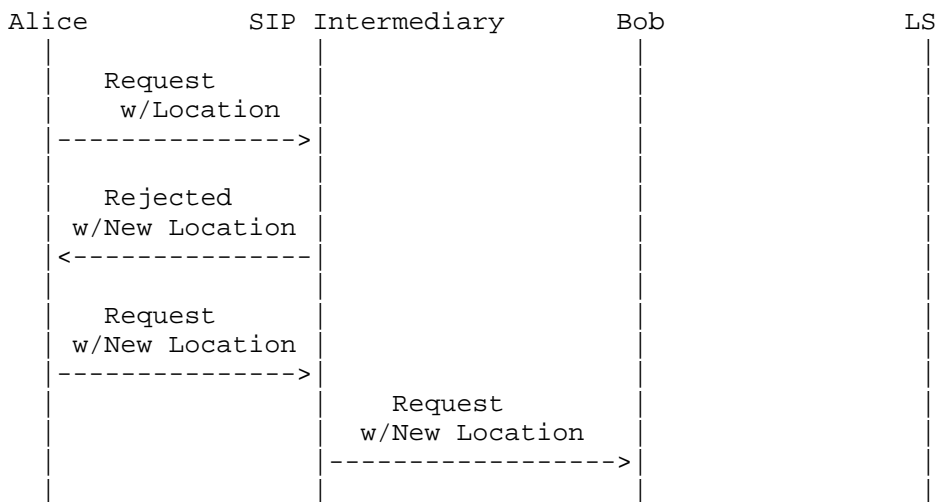 Alice SIP Intermediary Bob LS
Request
w/Location
Rejected
w/New Location
Request
w/New Location
Request
w/New Location